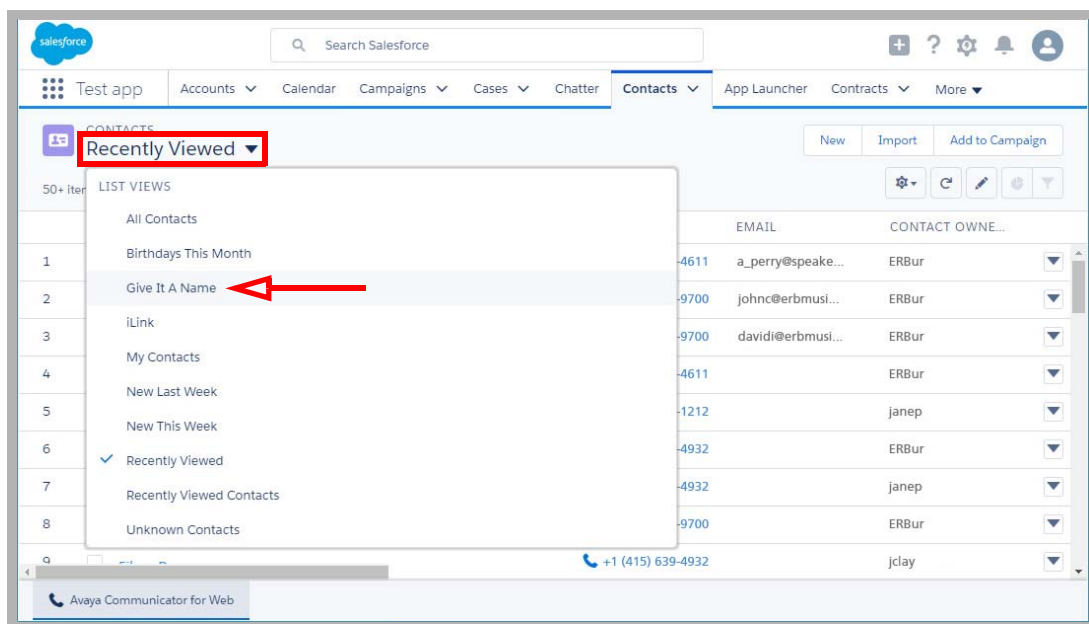 salesforce
Search Salesforce
Test app Accounts Calendar Campaigns Cases Chatter Contacts App Launcher Contracts More
CONTACTS
Recently Viewed
New Import Add to Campaign
50+ iter
LIST VIEWS
All Contacts
Birthdays This Month
Give It A Name
iLink
My Contacts
New Last Week
New This Week
Recently Viewed
Recently Viewed Contacts
Unknown Contacts
EMAIL CONTACT OWNE...
1 -4611 a_perry@speake... ERBur
2 -9700 johnc@erbmusi... ERBur
3 -9700 davidi@erbmusi... ERBur
4 -4611 ERBur
5 -1212 janep
6 -4932 ERBur
7 -4932 janep
8 -9700 ERBur
9 +1 (415) 639-4932 jclay
Avaya Communicator for Web